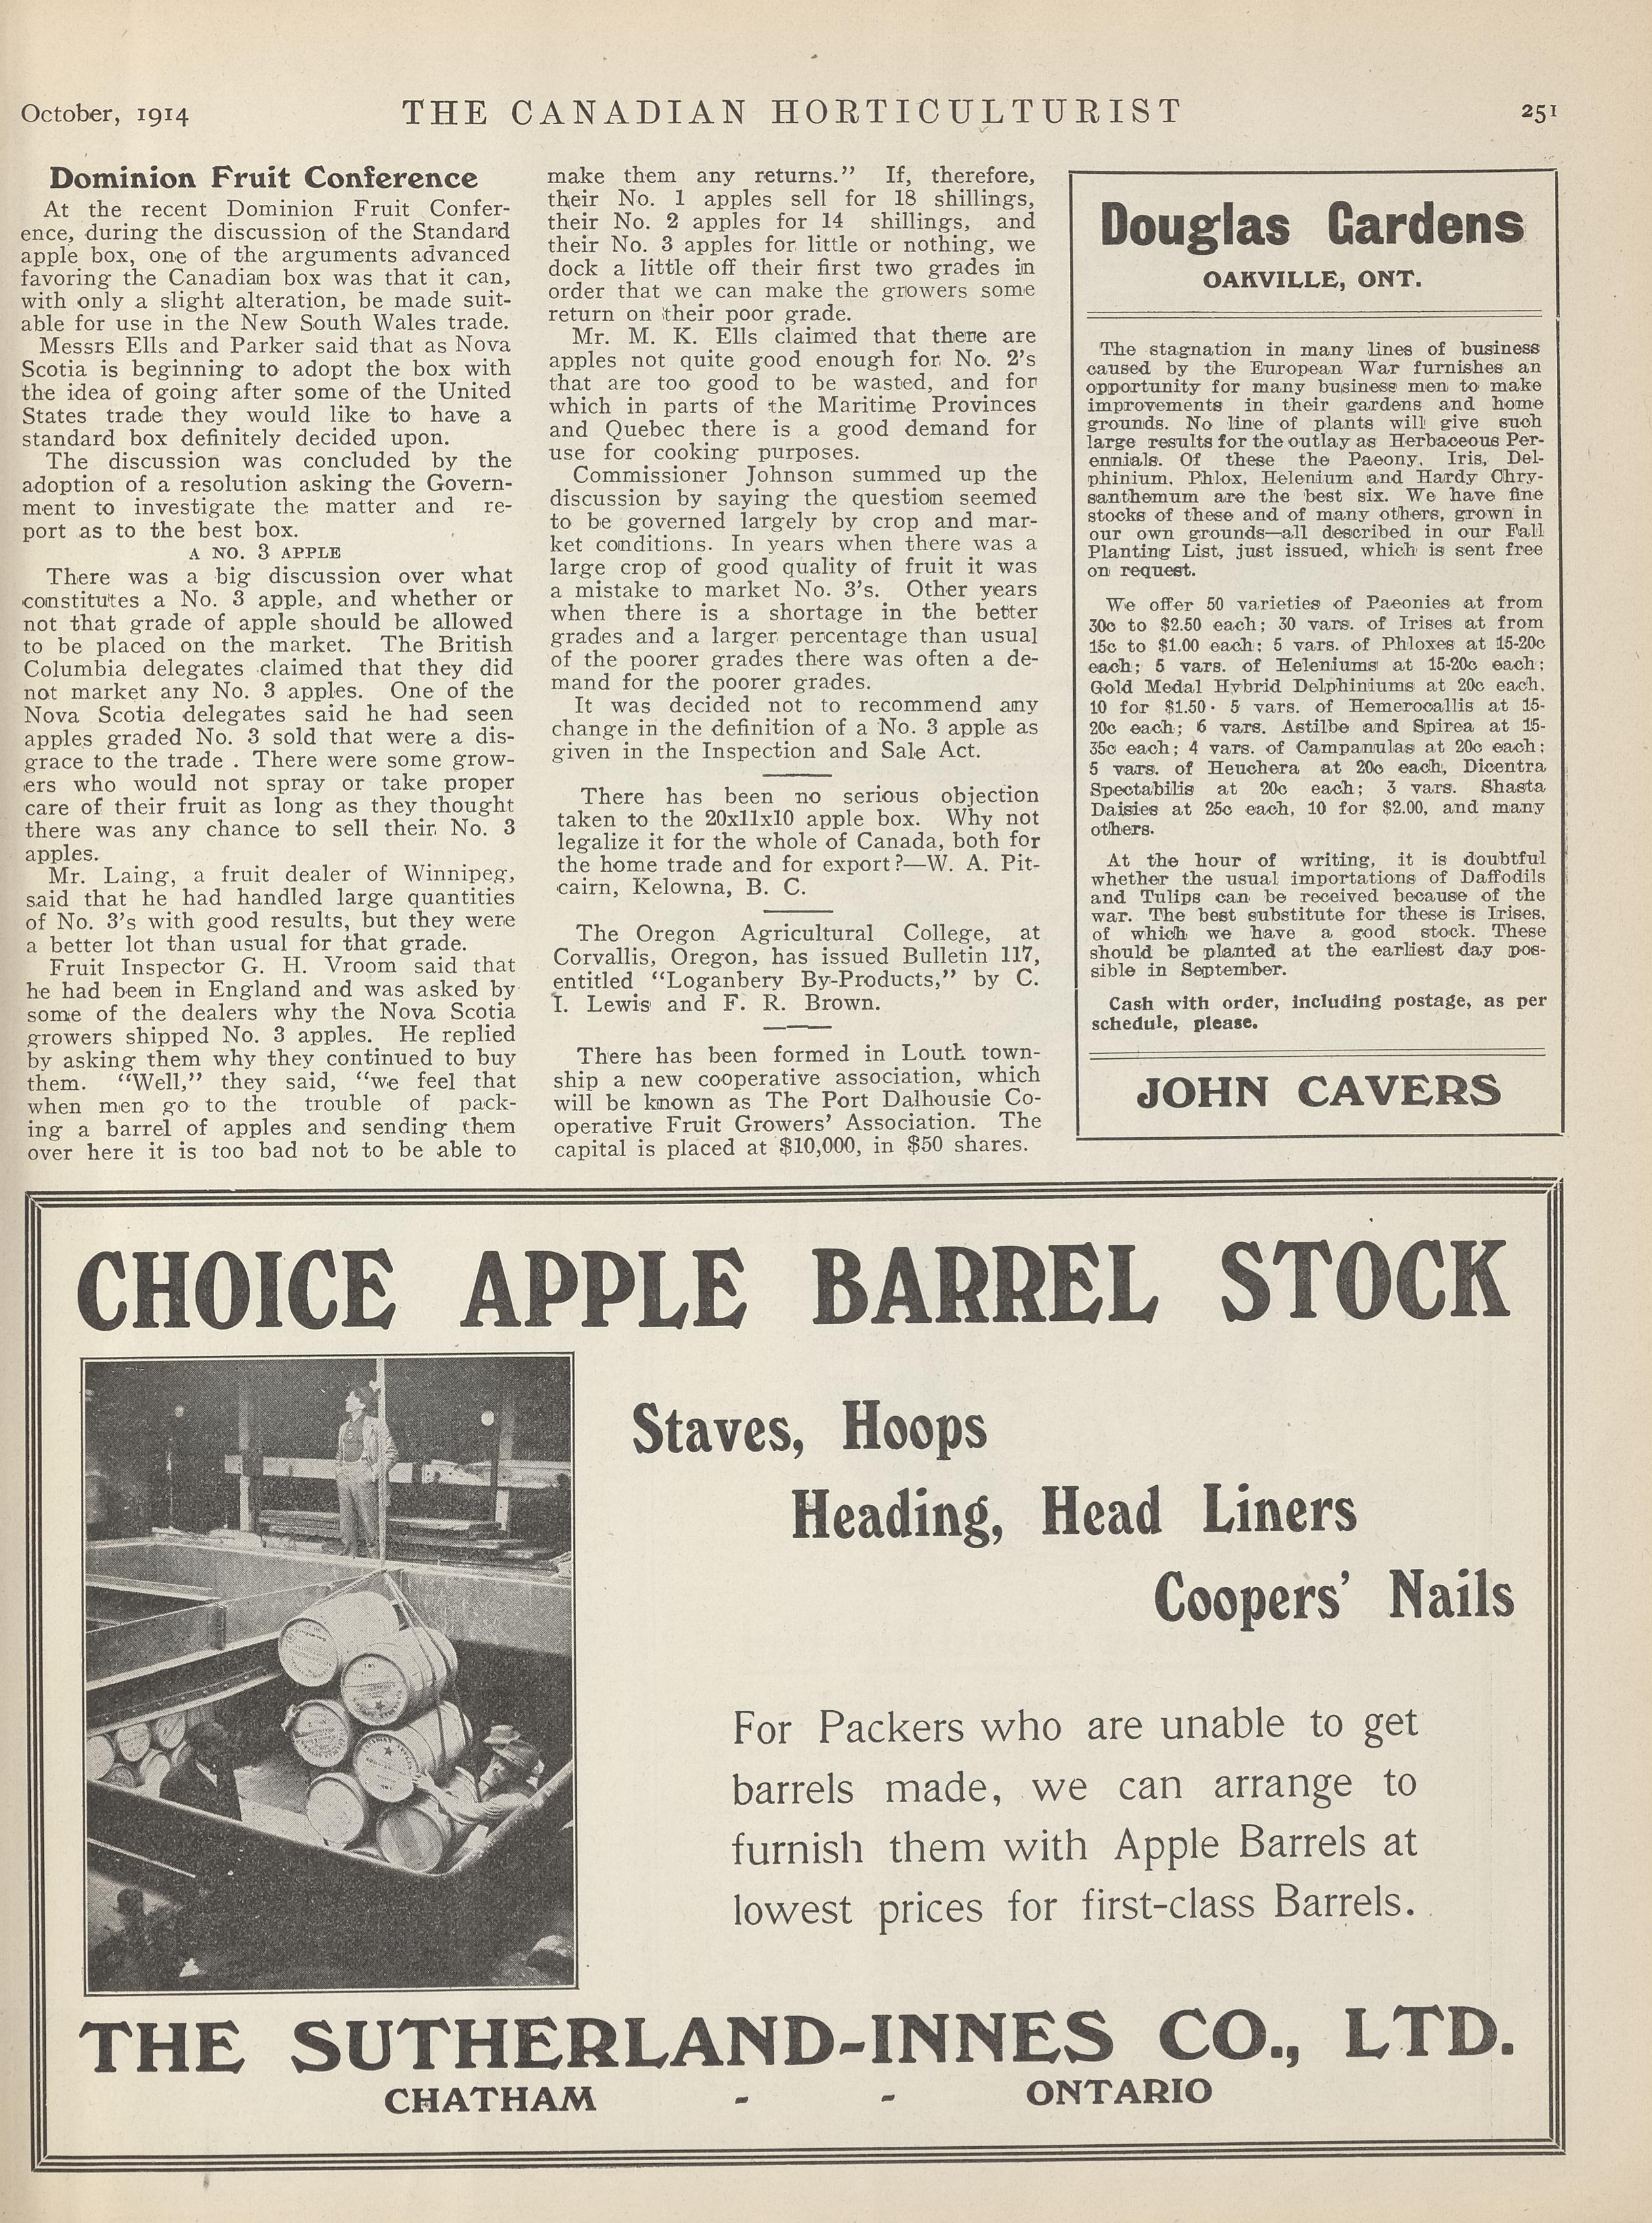 October, 1914
THE CANADIAN HORTICULTURIST
251
Dominion Fruit Conference
At the recent Dominion Fruit Confer-
ence, during the discussion of the Standard
apple box, one of the arguments advanced
favoring the Canadian box was that it can,
with only a slight alteration, be made suit-
able for use in the New South Wales trade.
Messrs Ells and Parker said that as Nova
Scotia is beginning to adopt the box with
the idea of going after some of the United
States trade they would like to have a
standard box definitely decided upon.
The discussion was concluded by the
adoption of a resolution asking the Govern-
ment to investigate the matter and re-
port as to the best box.
A NO. 3 APPLE
There was a big discussion over what
constitutes a No. 3 apple, and whether or
not that grade of apple should be allowed
to be placed on the market. The British
Columbia delegates claimed that they did
not market any No. 3 apples. One of the
Nova Scotia delegates said he had seen
apples graded No. 3 sold that were a dis-
grace to the trade . There were some grow-
ers who would not spray or take proper
care of their fruit as long as they thought
there was any chance to sell their No. 3
apples.
Mr. Laing, a fruit dealer of Winnipeg,
said that he had handled large quantities
of No. 3's with good results, but they were
a better lot than usual for that grade.
Fruit Inspector G. H. Vroom said that
he had been in England and was asked by
some of the dealers why the Nova Scotia
growers shipped No. 3 apples. He replied
by asking them why they continued to buy
them. "Well," they said, "we feel that
when men go to the trouble of pack-
ing a barrel of apples and sending them
over here it is too bad not to be able to
make them any returns." If, therefore,
their No. 1 apples sell for 18 shillings,
their No. 2 apples for 14 shillings, and
their No. 3 apples for little or nothing, we
dock a little off their first two grades in
order that we can make the growers some
return on their poor grade.
Mr. M. K. Ells claimed that there are
apples not quite good enough for No. 2's
that are too good to be wasted, and for
which in parts of the Maritime Provinces
and Quebec there is a good demand for
use for cooking purposes.
Commissioner Johnson summed up the
discussion by saying the question seemed
to be governed largely by crop and mar-
ket conditions. In years when there was a
large crop of good quality of fruit it was
a mistake to market No. 3's. Other years
when there is a shortage in the better
grades and a larger percentage than usual
of the poorer grades there was often a de-
mand for the poorer grades.
It was decided not to recommend any
change in the definition of a No. 3 apple as
given in the Inspection and Sale Act.
There has been no serious objection
taken to the 20x11x10 apple box. Why not
legalize it for the whole of Canada, both for
the home trade and for export?—W. A. Pit-
cairn, Kelowna, B. C.
The Oregon Agricultural College, at
Corvallis, Oregon, has issued Bulletin 117,
entitled "Loganbery By-Products," by C.
I. Lewis and F. R. Brown.
There has been formed in Louth town-
ship a new cooperative association, which
will be known as The Port Dalhousie Co-
operative Fruit Growers' Association. The
capital is placed at $10,000, in $50 shares.
Douglas Gardens
OAKVILLE, ONT.
The stagnation in many lines of business
caused by the European War furnishes an
opportunity for many business men to make
improvements in their gardens and home
grounds. No line of plants will give such
large results for the outlay as Herbaceous Per-
ennials. Of these the Paeony, Iris, Del-
phinium, Phlox, Helenium and Hardy Chry-
santhemum are the best six. We have fine
stocks of these and of many others, grown in
our own grounds—all described in our Fall
Planting List, just issued, which is sent free
on request.
We offer 50 varieties of Paeonies at from
30c to $2.50 each; 30 vars. of Irises at from
15c to $1.00 each; 5 vars. of Phloxes at 15-20c
each; 5 vars. of Heleniums at 15-20c each;
Gold Medal Hybrid Delphiniums at 20c each,
10 for $1.50. 5 vars. of Hemerocallis at 15-
20c each; 6 vars. Astilbe and Spirea at 15-
35c each; 4 vars. of Campanulas at 20c each;
5 vars. of Heuchera at 20c each, Dicentra
Spectabilis at 20c each; 3 vars. Shasta
Daisies at 25c each, 10 for $2.00, and many
others.
At the hour of writing, it is doubtful
whether the usual importations of Daffodils
and Tulips can be received because of the
war. The best substitute for these is Irises,
of which we have a good stock. These
should be planted at the earliest day pos-
sible in September.
Cash with order, including postage, as per
schedule, please.
JOHN CAVERS
CHOICE APPLE BARREL STOCK
Staves, Hoops
Heading, Head Liners
Coopers' Nails
For Packers who are unable to get
barrels made, we can arrange to
furnish them with Apple Barrels at
lowest prices for first-class Barrels.
THE SUTHERLAND-INNES CO., LTD.
CHATHAM - - ONTARIO